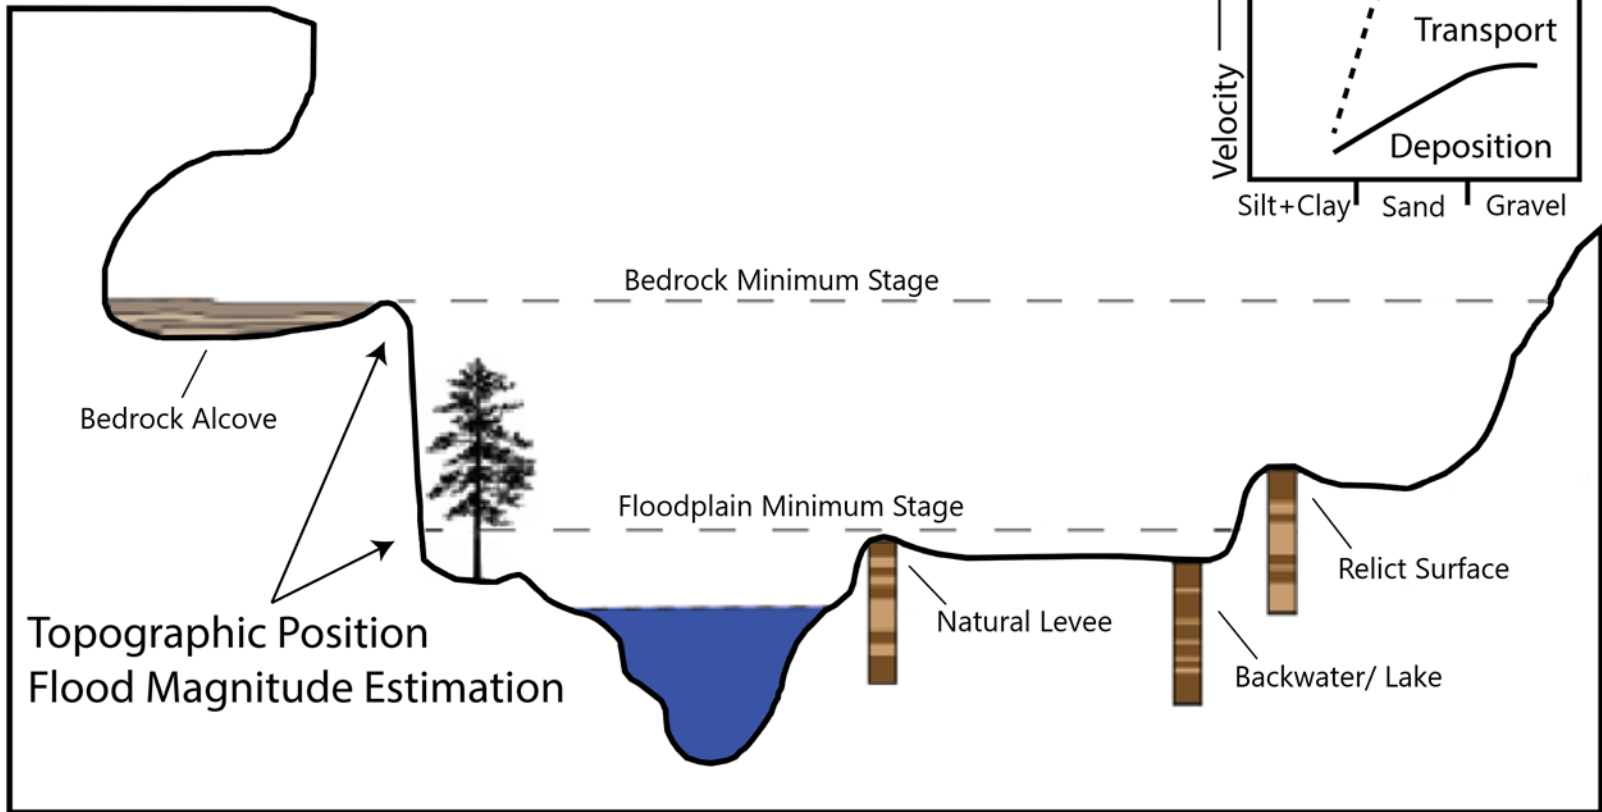 Transport
Velocity
Deposition
Silt+Clay
Sand
Gravel
Bedrock Minimum Stage
Bedrock Alcove
Floodplain Minimum Stage
Relict Surface
Natural Levee
Topographic Position
Flood Magnitude Estimation
Backwater/ Lake